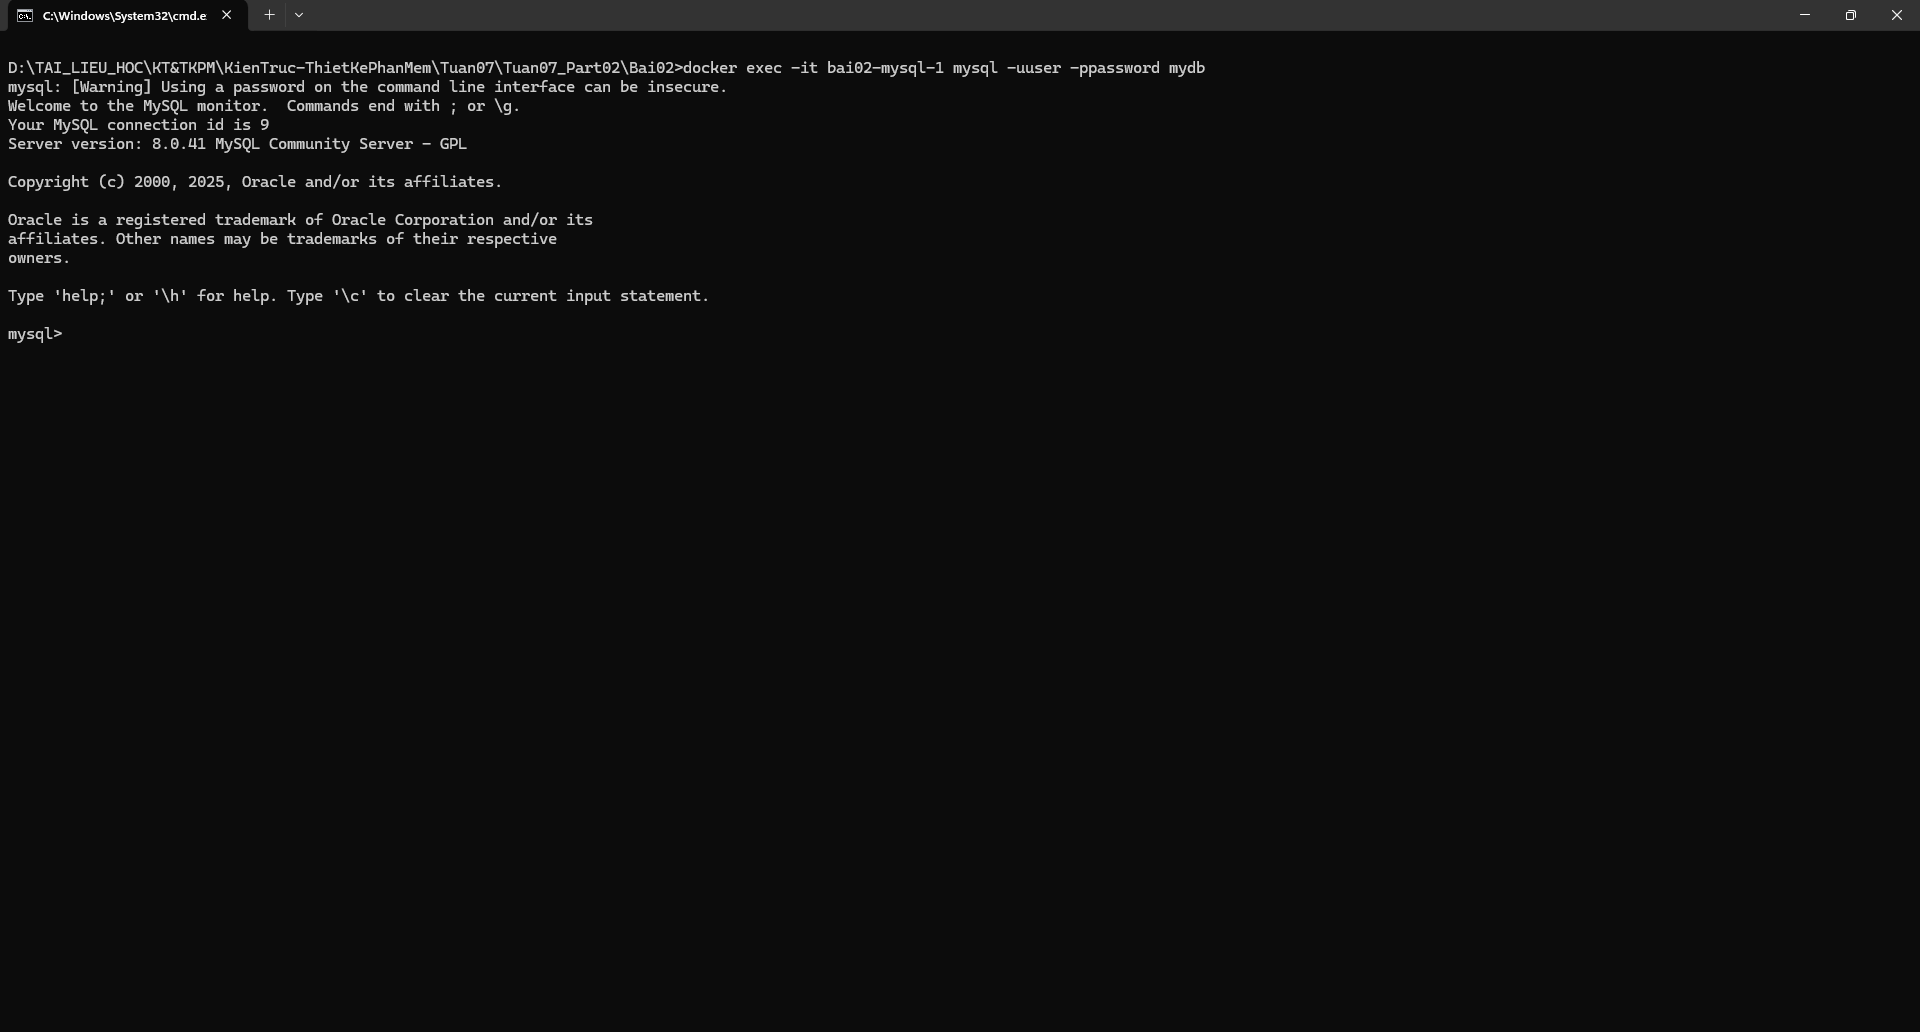 C:\Windows\System32\cmd.e
D:\TAI_LIEU_HOC\KT&TKPM\KienTruc-ThietKePhanMem\Tuan07\Tuan07_Part02\Bai02>docker exec -it bai02-mysql-1 mysql -uuser -ppassword mydb
mysql: [Warning] Using a password on the command line interface can be insecure.
Welcome to the MySQL monitor.  Commands end with ; or \g.
Your MySQL connection id is 9
Server version: 8.0.41 MySQL Community Server - GPL
Copyright (c) 2000, 2025, Oracle and/or its affiliates.
Oracle is a registered trademark of Oracle Corporation and/or its
affiliates. Other names may be trademarks of their respective
owners.
Type 'help;' or '\h' for help. Type '\c' to clear the current input statement.
mysql>